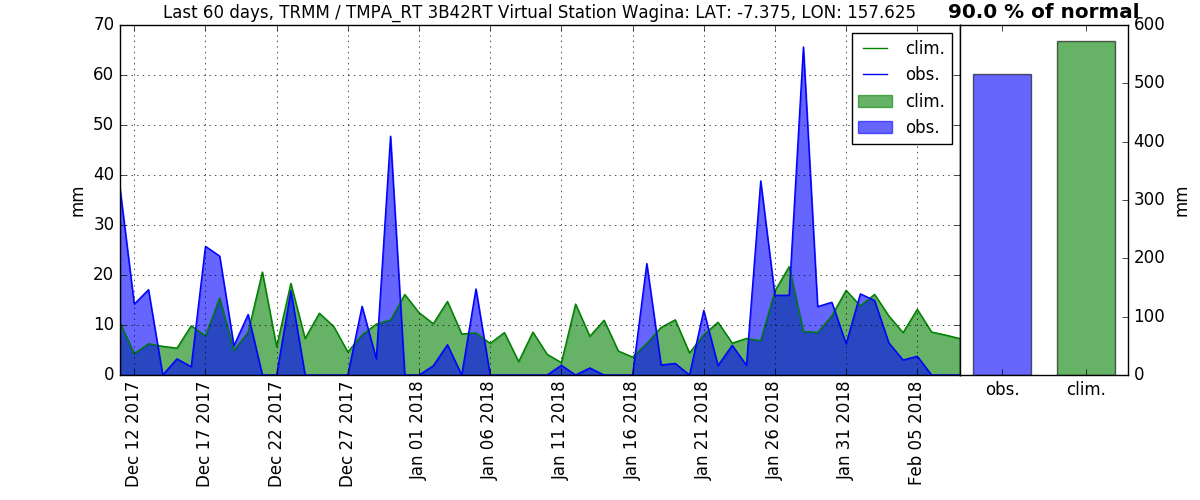 Last 60 days, TRMM / TMPA_RT 3B42RT Virtual Station Wagina: LAT: -7.375, LON: 157.625
90.0 % of normal
70
60
50
40
30
20
10
0
mm
clim.
obs.
clim.
obs.
600
500
400
300
200
100
0
mm
Dec 12 2017
Dec 17 2017
Dec 22 2017
Dec 27 2017
Jan 01 2018
Jan 06 2018
Jan 11 2018
Jan 16 2018
Jan 21 2018
Jan 26 2018
Jan 31 2018
Feb 05 2018
obs.
clim.